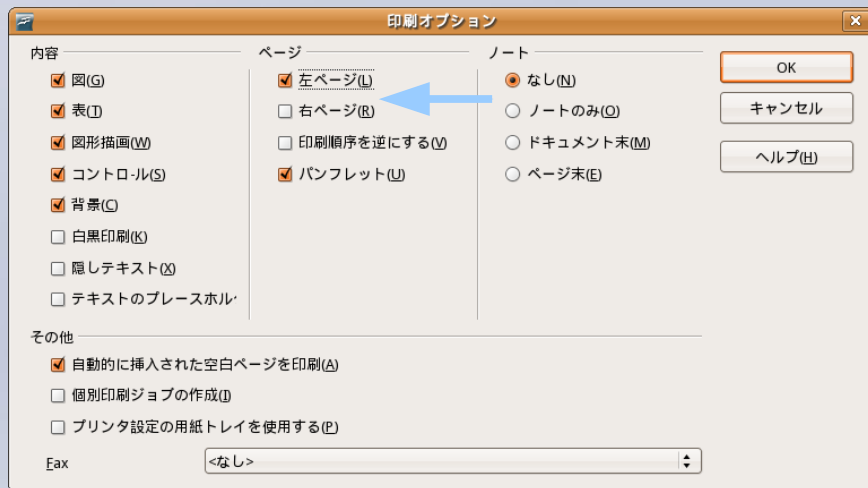 印刷オプション
内容
図(G)
表(T)
図形描画(W)
コントロール(S)
背景(C)
白黒印刷(K)
隠しテキスト(X)
テキストのプレースホル
ページ
左ページ(L)
右ページ(R)
印刷順序を逆にする(V)
パンフレット(U)
ノート
なし(N)
ノートのみ(O)
ドキュメント末(M)
ページ末(E)
OK
キャンセル
ヘルプ(H)
その他
自動的に挿入された空白ページを印刷(A)
個別印刷ジョブの作成(I)
プリンタ設定の用紙トレイを使用する(P)
Fax
<なし>